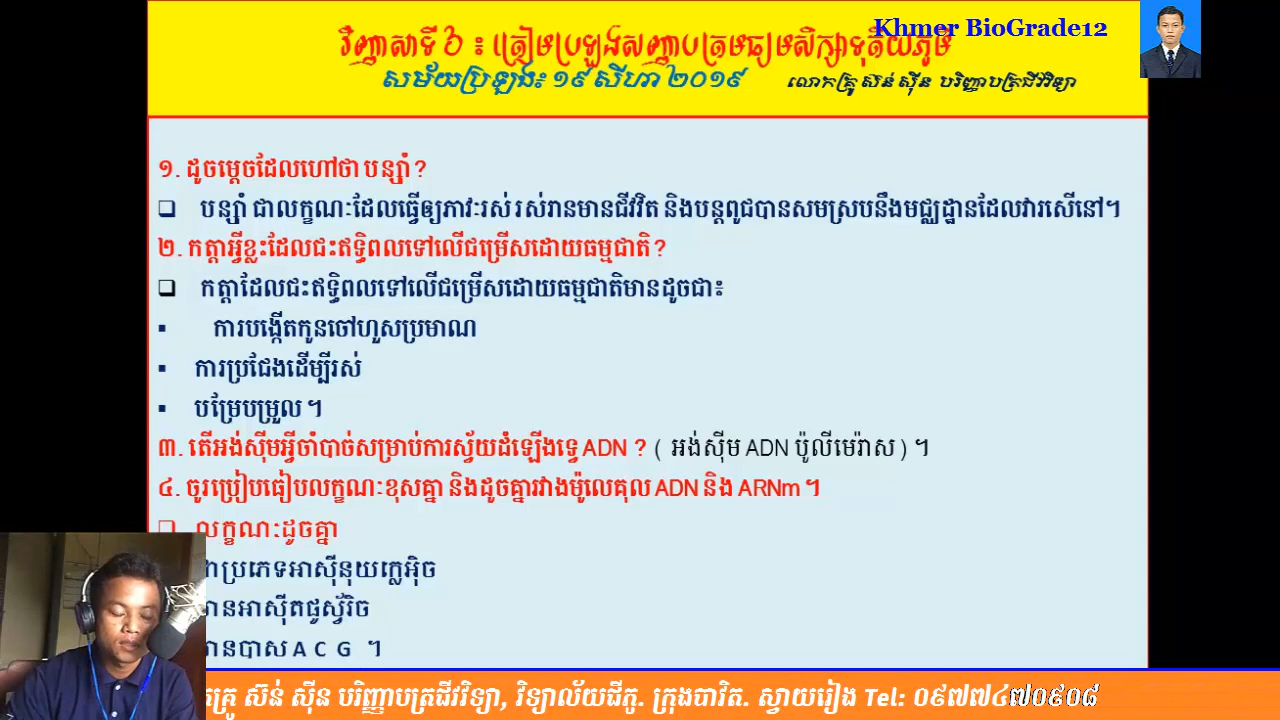 Khmer BioGrade12
វិញ្ញាសាទី ៦ ៖ ត្រៀមប្រឡងសញ្ញាបត្រមធ្យមសិក្សាទុតិយភូមិ
សម័យប្រឡង៖ ១៩ សីហា ២០១៩ លោកគ្រូ ស៊ន់ ស៊ីន បរិញ្ញាបត្រជីវវិទ្យា
១. ដូចម្តេចដែលហៅថា បន្សាំ ?
បន្សាំ ជាលក្ខណៈដែលធ្វើឲ្យភាវៈរស់ រស់រានមានជីវិត និងបន្តពូជបានសមស្របនឹងមជ្ឈដ្ឋានដែលវារសើនៅ។
២. កត្តាអ្វីខ្លះដែលជះឥទ្ធិពលទៅលើជម្រើសដោយធម្មជាតិ ?
កត្តាដែលជះឥទ្ធិពលទៅលើជម្រើសដោយធម្មជាតិមានដូចជា៖
▪ ការបង្កើតកូនចៅហួសប្រមាណ
▪ ការប្រជែងដើម្បីរស់
▪ បម្រែបម្រួល ។
៣. តើអង់ស៊ីមអ្វីចាំបាច់សម្រាប់ការស្វ័យដំឡើងទ្វេ ADN ? ( អង់ស៊ីម ADN ប៉ូលីមេរ៉ាស ) ។
៤. ចូរប្រៀបធៀបលក្ខណៈខុសគ្នា និងដូចគ្នារវាងម៉ូលេគុល ADN និង ARNm ។
លក្ខណៈដូចគ្នា
ជាប្រភេទអាស៊ីនុយក្លេអ៊ិច
មានអាស៊ីតផូស្វ័រិច
មានបាស A C G ។
គ្រូ ស៊ន់ ស៊ីន បរិញ្ញាបត្រជីវវិទ្យា, វិទ្យាល័យជីភូ. ក្រុងបាវិត. ស្វាយរៀង Tel: ០៩៧៧៤៧០៩០៨